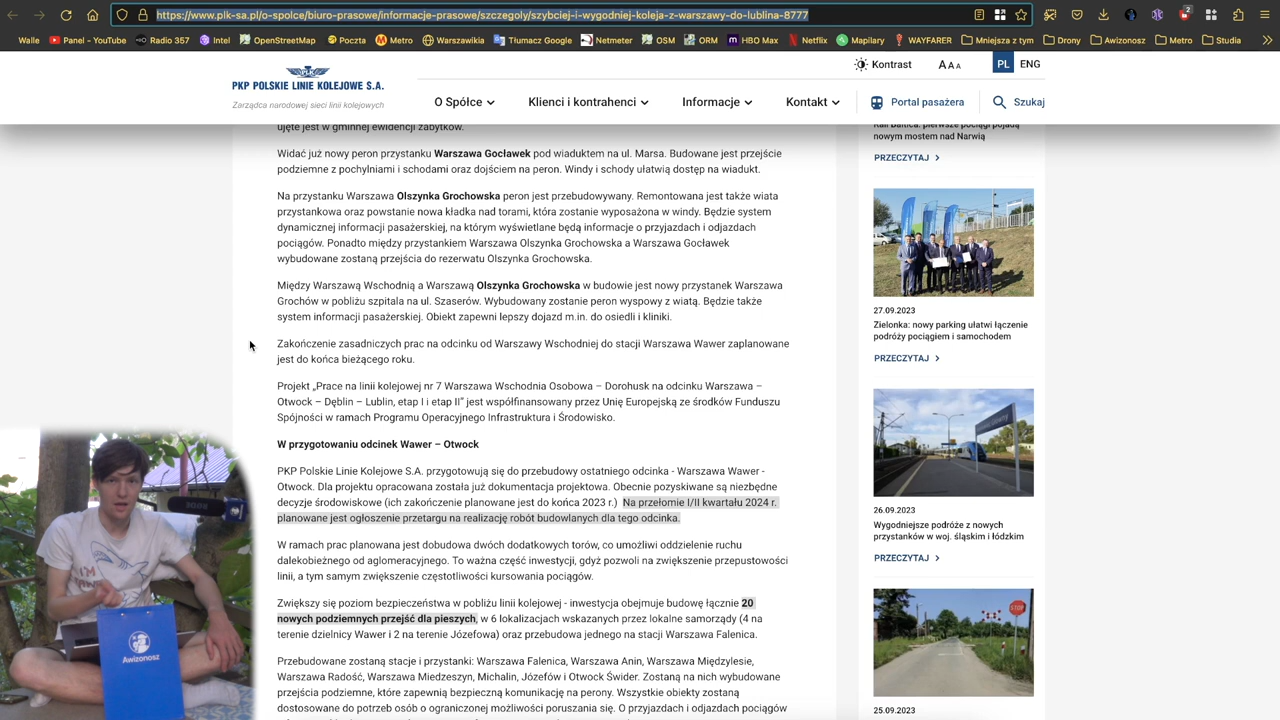 https://www.plk-sa.pl/o-spolce/biuro-prasowe/informacje-prasowe/szczegoly/szybciej-i-wygodniej-koleja-z-warszawy-do-lublina-8777
2
Walle
Panel - YouTube
Radio 357
Intel
OpenStretMap
Metro
Warszawska
Tłumacz Google
Netmeter
OSM
ORM
HBO Max
Netflix
Mapilary
WAYFARER
Równoważni
Awizonosz
Mniejsza z tym
PLK
PKP POLSKIE LINIE KOLEJOWE S.A.
Zarządca narodowej sieci linii kolejowych
Kontrast
A A A
PL ENG
O Spółce
Klienci i kontrahenci
Informacje
Kontakt
Portal pasażera
Szukaj
ujęte jest w gminnej ewidencji zabytków.
Widać już nowy peron przystanku Warszawa Gocławek pod wiaduktem na ul. Marsa. Budowane jest przejście
podziemne z pochylniami i schodami oraz dojściem na peron. Windy i schody ułatwią dostęp na wiadukt.
Na przystanku Warszawa Olszynka Grochowska peron jest przebudowywany. Remontowana jest także wiata
przystankowa oraz powstanie nowa kładka nad torami, która zostanie wyposażona w windy. Będzie system
dynamicznej informacji pasażerskiej, na którym wyświetlane będą informacje o przyjazdach i odjazdach
pociągów. Ponadto między przystankiem Warszawa Olszynka Grochowska a Warszawa Gocławek
wybudowane zostaną przejścia do rezerwatu Olszynka Grochowska.
Między Warszawą Wschodnią a Warszawą Olszynka Grochowska w budowie jest nowy przystanek Warszawa
Grochów w pobliżu szpitala na ul. Szaserów. Wybudowany zostanie peron wyspowy z wiatą. Będzie także
system informacji pasażerskiej. Obiekt zapewni lepszy dojazd m.in. do osiedli i kliniki.
Zakończenie zasadniczych prac na odcinku od Warszawy Wschodniej do stacji Warszawa Wawer zaplanowane
jest do końca bieżącego roku.
Projekt „Prace na linii kolejowej nr 7 Warszawa Wschodnia Osobowa – Dorohusk na odcinku Warszawa –
Otwock – Dęblin – Lublin, etap I i etap II” jest współfinansowany przez Unię Europejską ze środków Funduszu
Spójności w ramach Programu Operacyjnego Infrastruktura i Środowisko.
W przygotowaniu odcinek Wawer – Otwock
PKP Polskie Linie Kolejowe S.A. przygotowują się do przebudowy ostatniego odcinka - Warszawa Wawer -
Otwock. Dla projektu opracowana została już dokumentacja projektowa. Obecnie pozyskiwane są niezbędne
decyzje środowiskowe (ich zakończenie planowane jest do końca 2023 r.) Na przełomie I/II kwartału 2024 r.
planowane jest ogłoszenie przetargu na realizację robót budowlanych dla tego odcinka.
W ramach prac planowana jest dobudowa dwóch dodatkowych torów, co umożliwi oddzielenie ruchu
dalekobieżnego od aglomeracyjnego. To ważna część inwestycji, gdyż pozwoli na zwiększenie przepustowości
linii, a tym samym zwiększenie częstotliwości kursowania pociągów.
Zwiększy się poziom bezpieczeństwa w pobliżu linii kolejowej - inwestycja obejmuje budowę łącznie 20
nowych podziemnych przejść dla pieszych, w 6 lokalizacjach wskazanych przez lokalne samorządy (4 na
terenie dzielnicy Wawer i 2 na terenie Józefowa) oraz przebudowa jednego na stacji Warszawa Falenica.
Przebudowane zostaną stacje i przystanki: Warszawa Falenica, Warszawa Anin, Warszawa Międzylesie,
Warszawa Radość, Warszawa Miedzeszyn, Michalin, Józefów i Otwock Świder. Zostaną na nich wybudowane
przejścia podziemne, które zapewnią bezpieczną komunikację na perony. Wszystkie obiekty zostaną
dostosowane do potrzeb osób o ograniczonej możliwości poruszania się. O przyjazdach i odjazdach pociągów
Rail Baltica: pierwsze pociągi pojadą
nowym mostem nad Narwią
PRZECZYTAJ
27.09.2023
Zielonka: nowy parking ułatwi łączenie
podróży pociągiem i samochodem
PRZECZYTAJ
26.09.2023
Wygodniejsze podróże z nowych
przystanków w woj. śląskim i łódzkim
PRZECZYTAJ
STOP
25.09.2023
Awizonosz